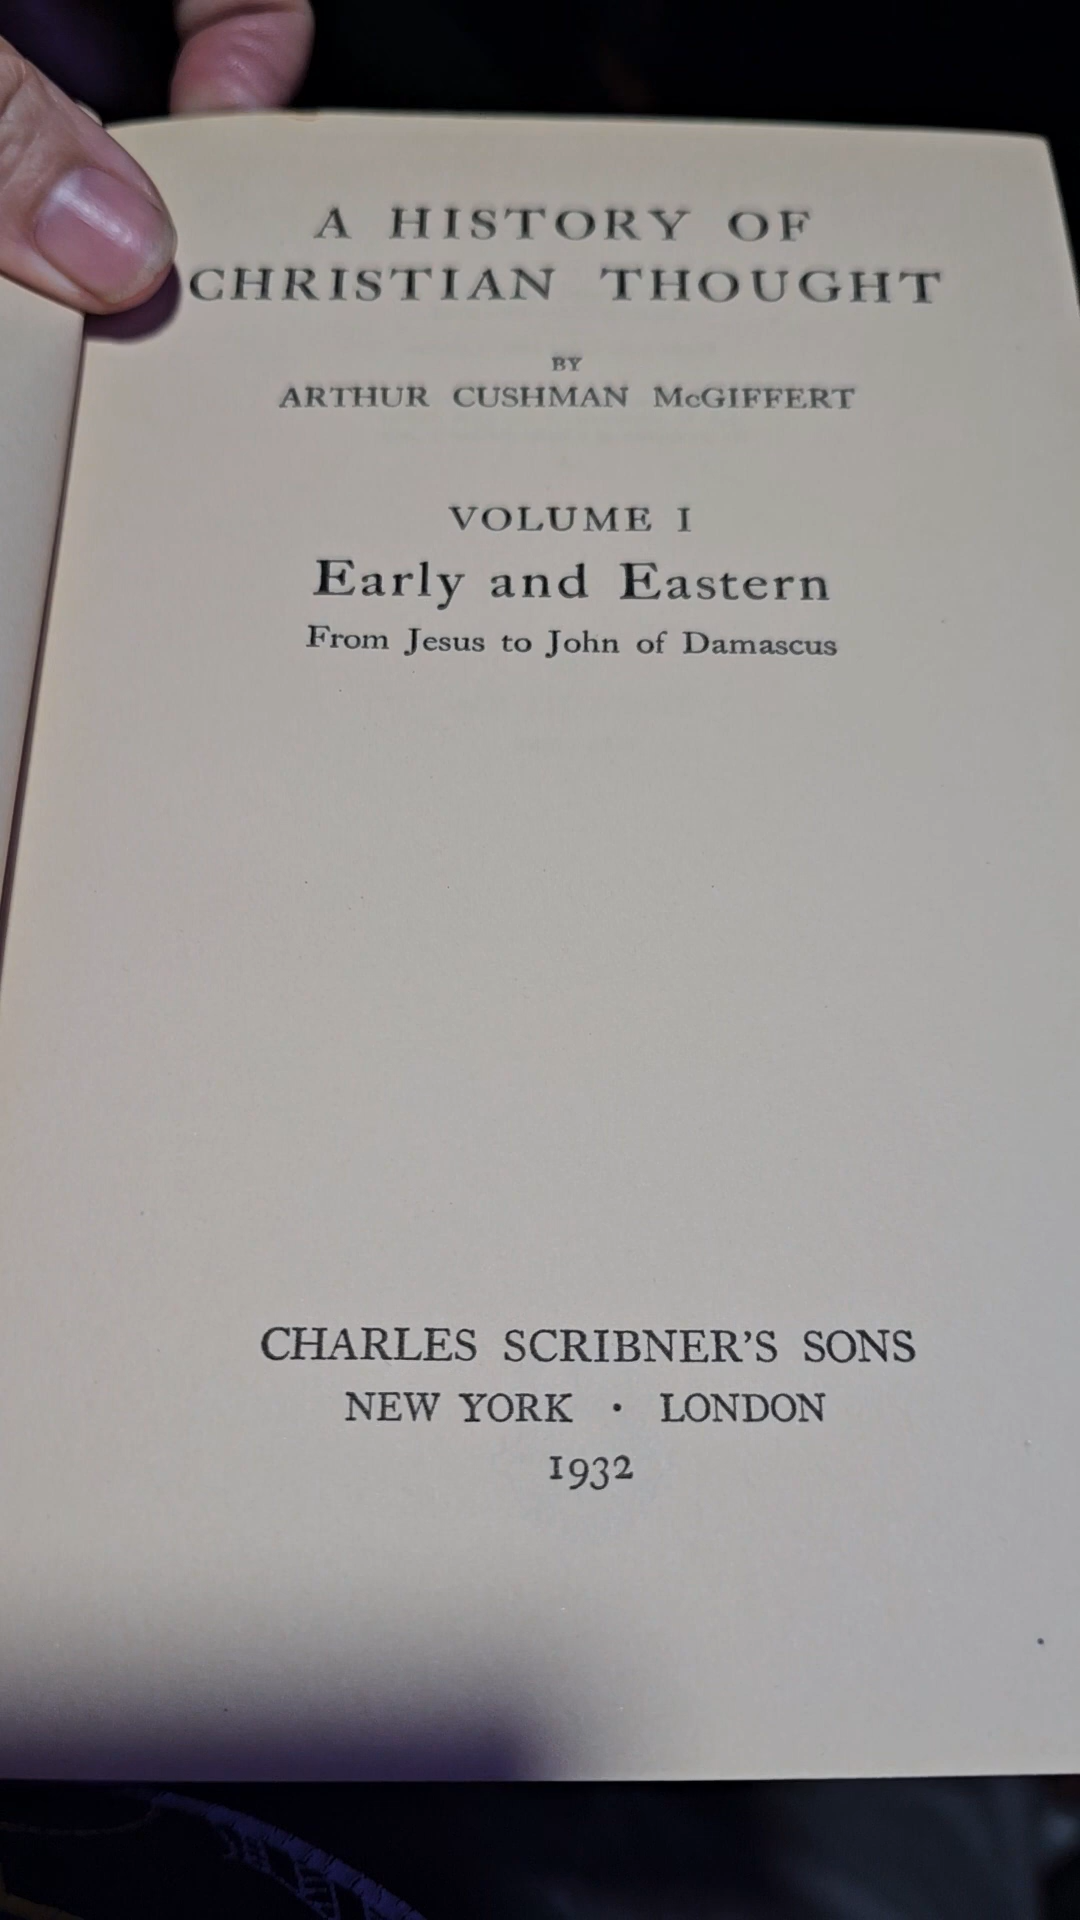 A HISTORY OF
CHRISTIAN THOUGHT
BY
ARTHUR CUSHMAN McGIFFERT
VOLUME I
Early and Eastern
From Jesus to John of Damascus
CHARLES SCRIBNER'S SONS
NEW YORK · LONDON
1932